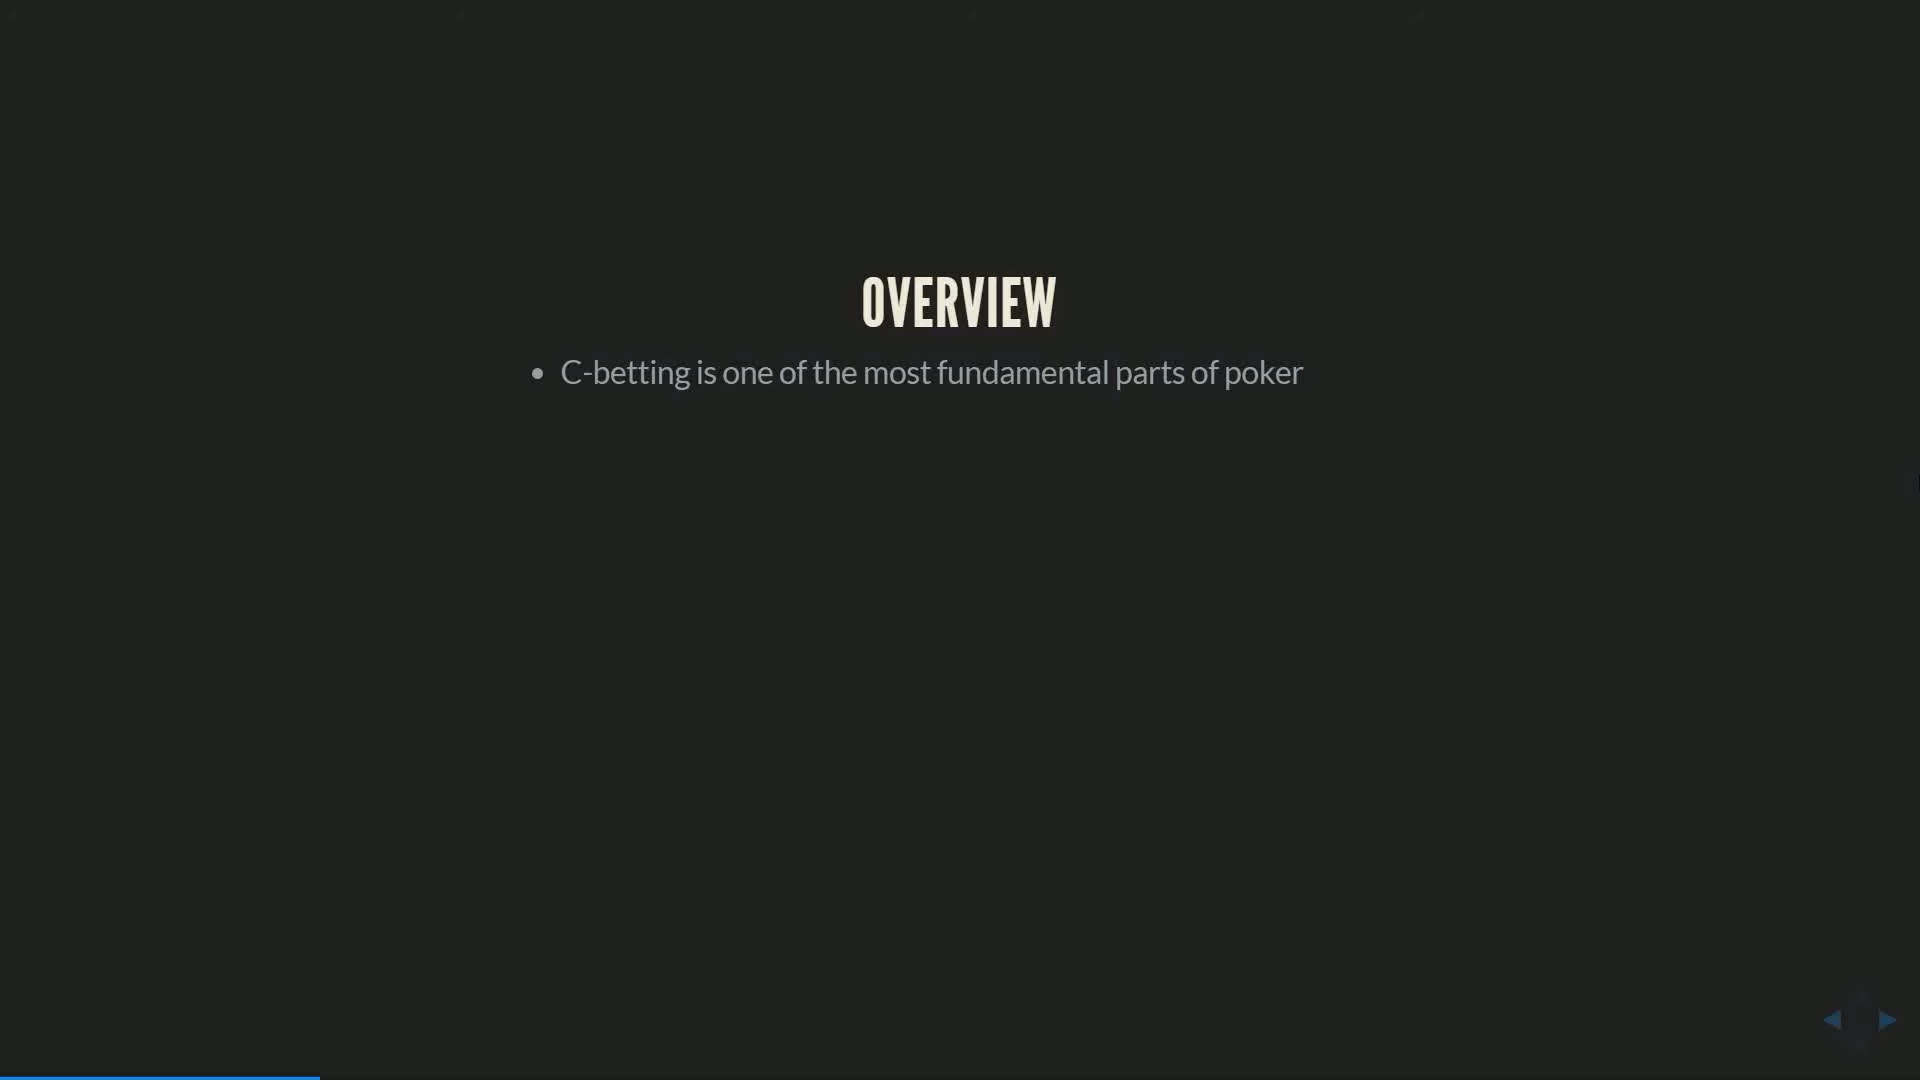 OVERVIEW
• C-betting is one of the most fundamental parts of poker